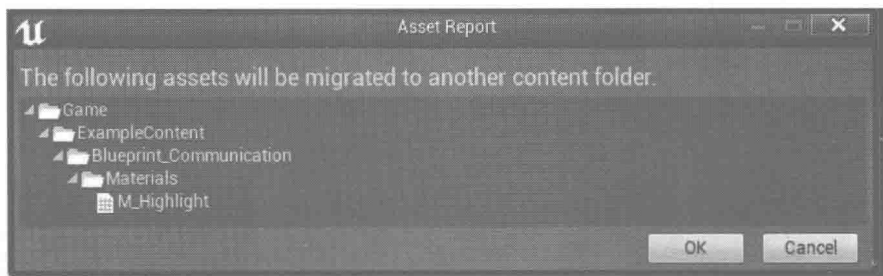 Asset Report
The following assets will be migrated to another content folder.
Game
ExampleContent
Blueprint_Communication
Materials
M_Highlight
OK Cancel